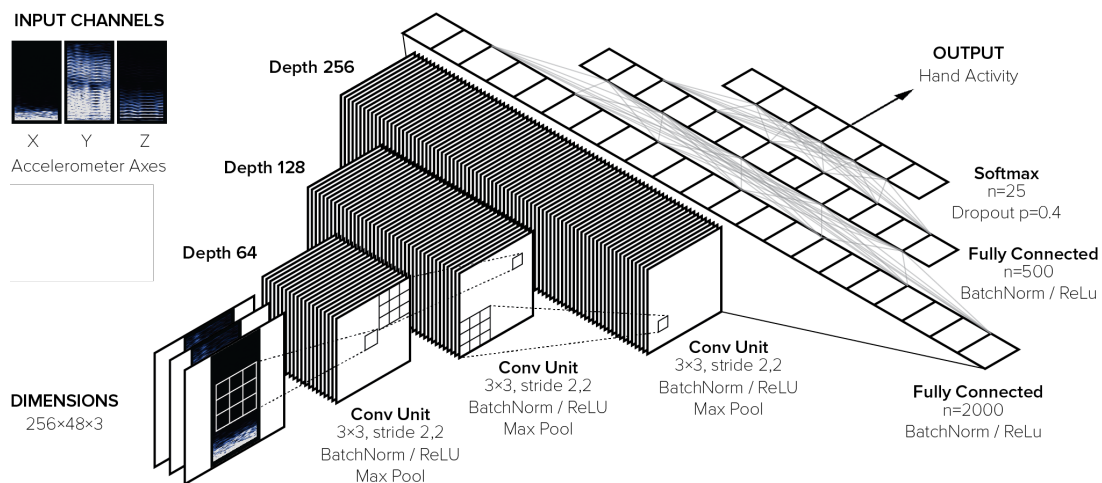 INPUT CHANNELS
X Y Z
Accelerometer Axes
Depth 256
Depth 128
Depth 64
DIMENSIONS
256×48×3
Conv Unit
3×3, stride 2,2
BatchNorm / ReLU
Max Pool
Conv Unit
3×3, stride 2,2
BatchNorm / ReLU
Max Pool
Conv Unit
3×3, stride 2,2
BatchNorm / ReLU
Max Pool
OUTPUT
Hand Activity
Softmax
n=25
Dropout p=0.4
Fully Connected
n=500
BatchNorm / ReLu
Fully Connected
n=2000
BatchNorm / ReLu